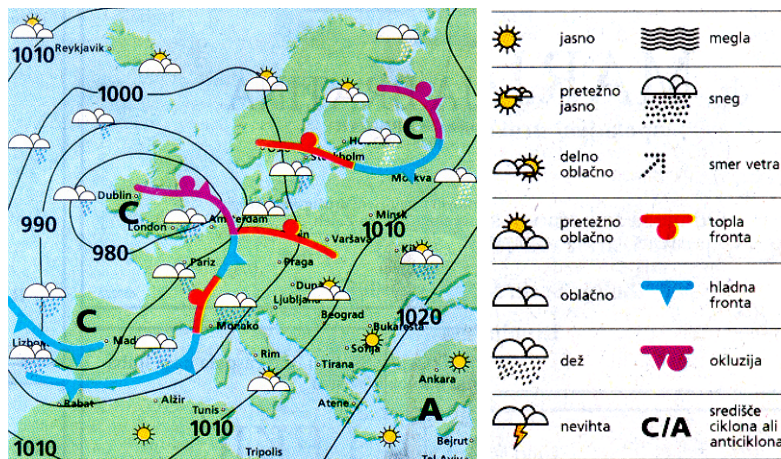 1010
Reykjavik
1000
C
Stockholm
Moskva
Dublin
C
990
London
Amsterdam
Minsk
1010
980
Varšava
Pariz
Praga
Ljubljana
Beograd
1020
C
Monako
Bukarešta
Rim
Sofija
Tirana
Ankara
Rabat
Alžir
Tunis
Atene
A
1010
1010
Tripolis
Bejrut
Tel Aviv
jasno
megla
pretežno
jasno
sneg
delno
oblačno
smer vetra
pretežno
oblačno
topla
fronta
oblačno
hladna
fronta
dež
okluzija
nevihta
C/A
središče
ciklona ali
anticiklona